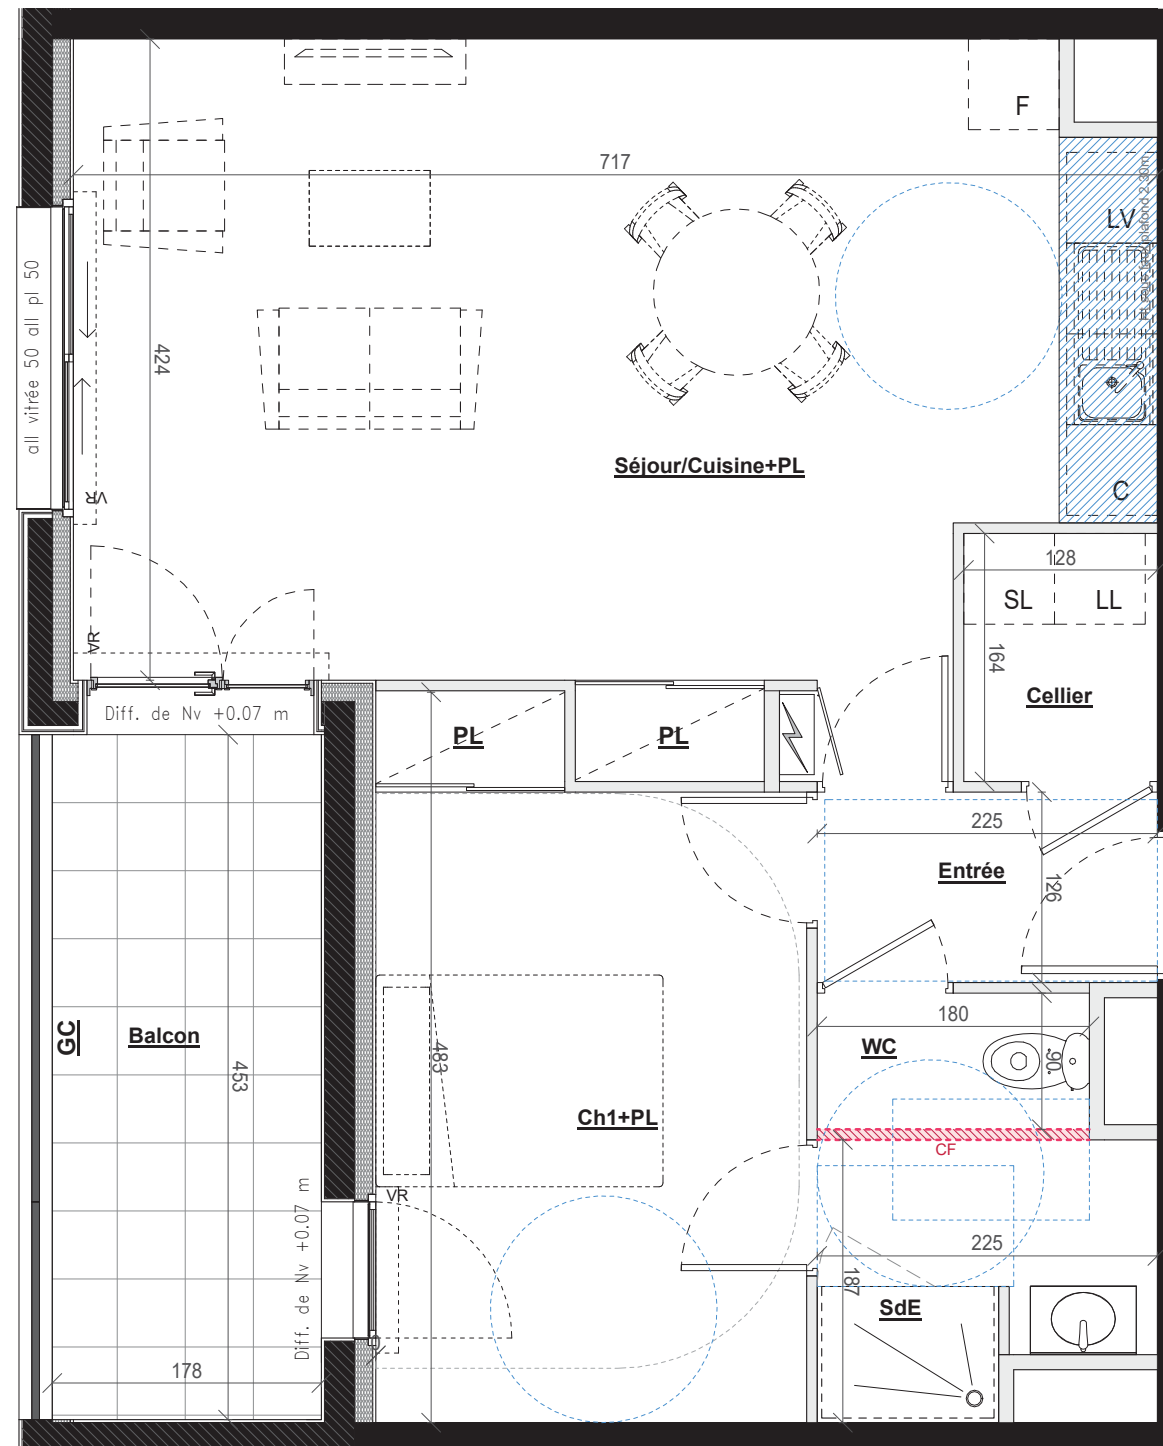 F
717
LV
all vitrée 50 all pl 50
424
Séjour/Cuisine+PL
C
VR
128
SL
LL
164
VR
Cellier
Diff. de Nv +0.07 m
PL
PL
225
Entrée
126
180
GC
Balcon
WC
90
453
483
Ch1+PL
CF
VR
Diff. de Nv +0.07 m
225
187
SdE
178